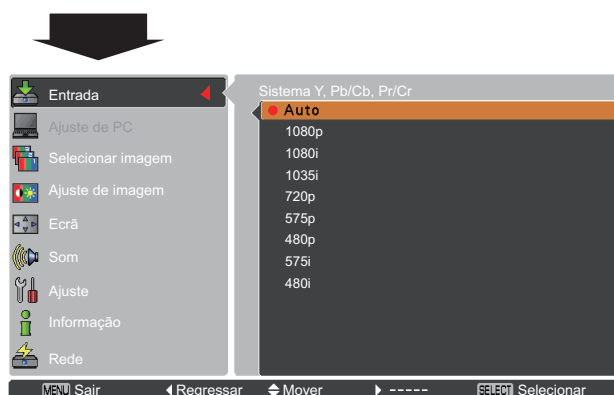 Entrada
Ajuste de PC
Selecionar imagem
Ajuste de imagem
Ecrã
Som
Ajuste
Informação
Rede
Sistema Y, Pb/Cb, Pr/Cr
Auto
1080p
1080i
1035i
720p
575p
480p
575i
480i
MENU Sair Regressar Mover ----- SELECT Selecionar